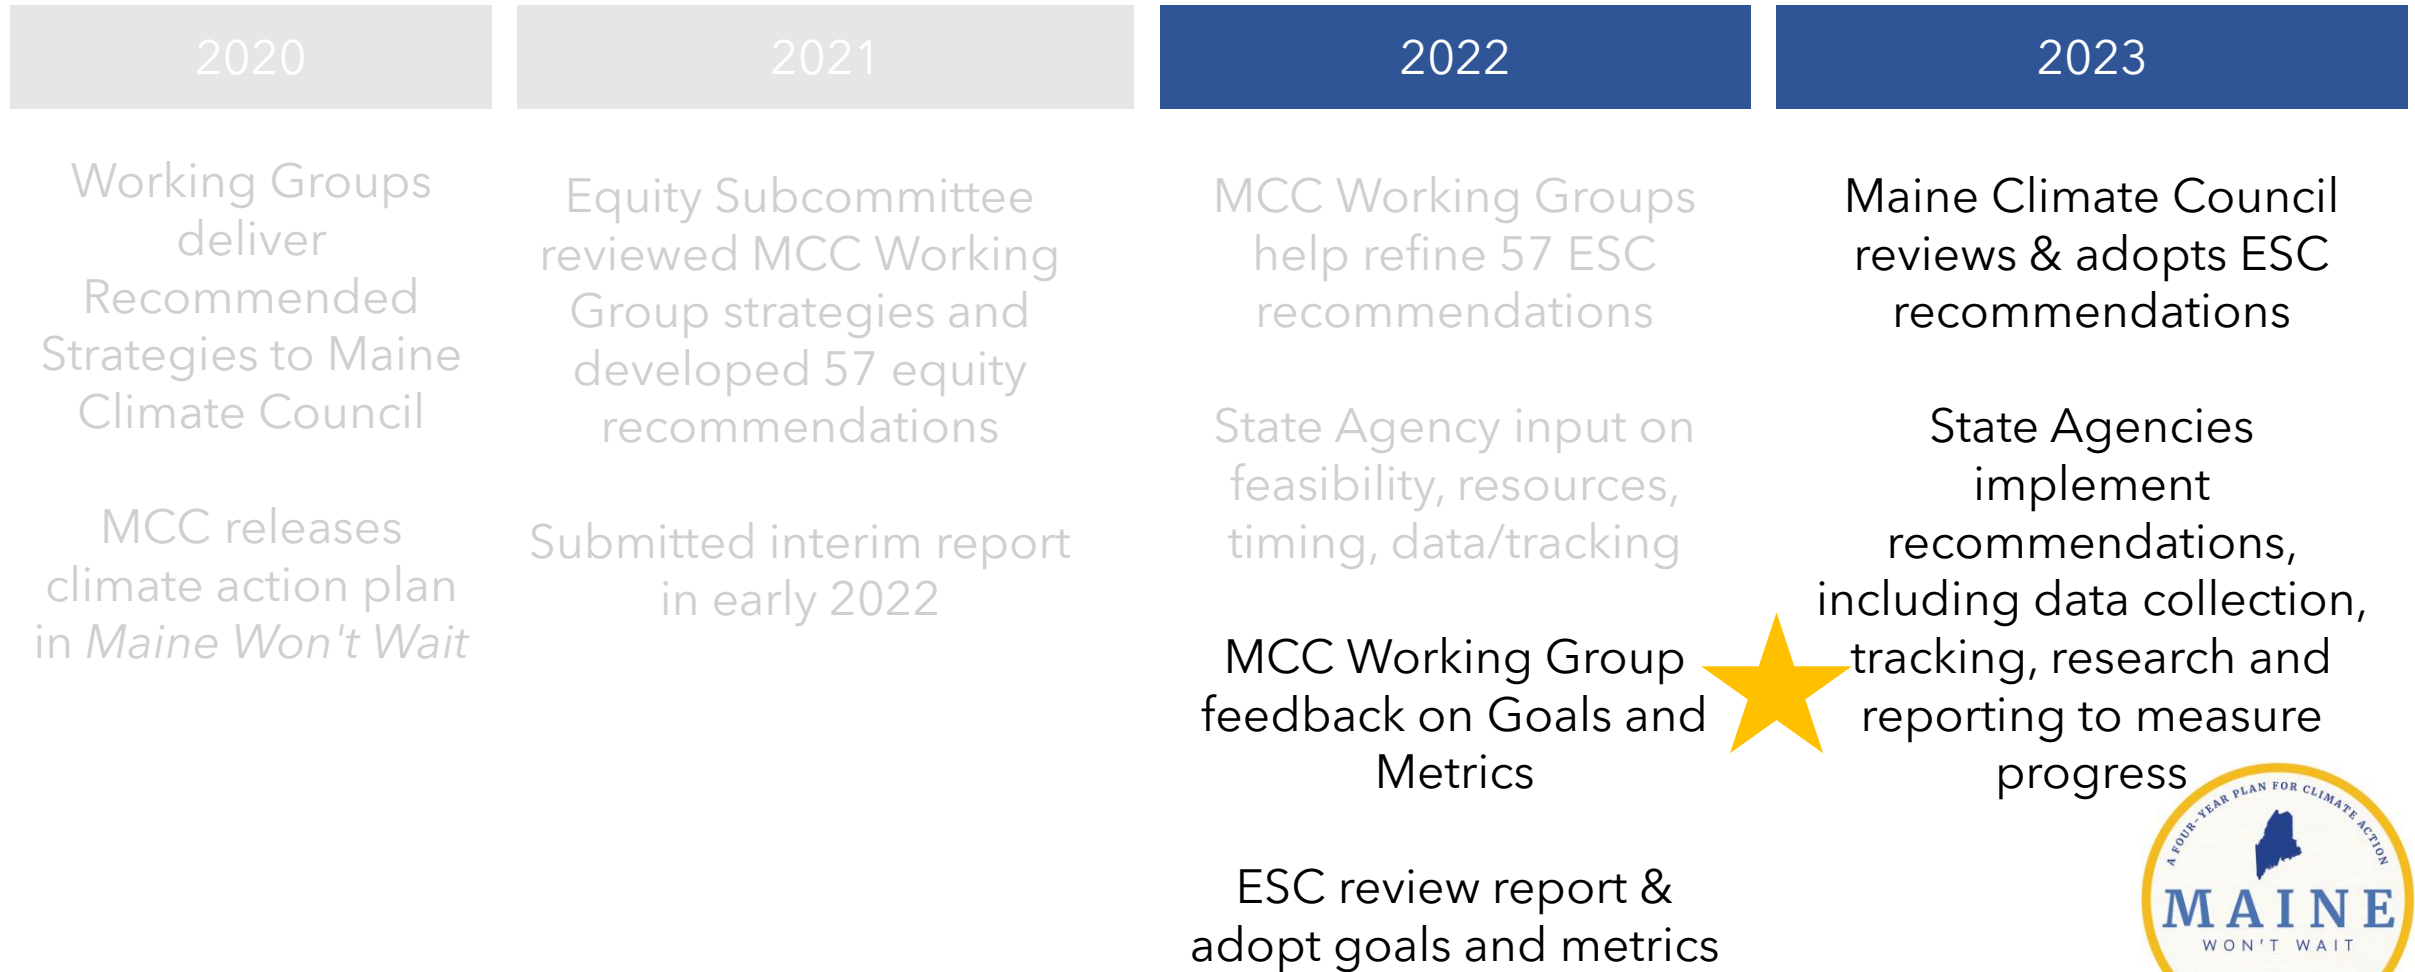 2020
Working Groups
deliver
Recommended
Strategies to Maine
Climate Council
MCC releases
climate action plan
in Maine Won't Wait
2021
Equity Subcommittee
reviewed MCC Working
Group strategies and
developed 57 equity
recommendations
Submitted interim report
in early 2022
2022
MCC Working Groups
help refine 57 ESC
recommendations
State Agency input on
feasibility, resources,
timing, data/tracking
MCC Working Group
feedback on Goals and
Metrics
ESC review report &
adopt goals and metrics
2023
Maine Climate Council
reviews & adopts ESC
recommendations
State Agencies
implement
recommendations,
including data collection,
tracking, research and
reporting to measure
progress
A FOUR-YEAR PLAN FOR CLIMATE ACTION
MAINE
WON'T WAIT